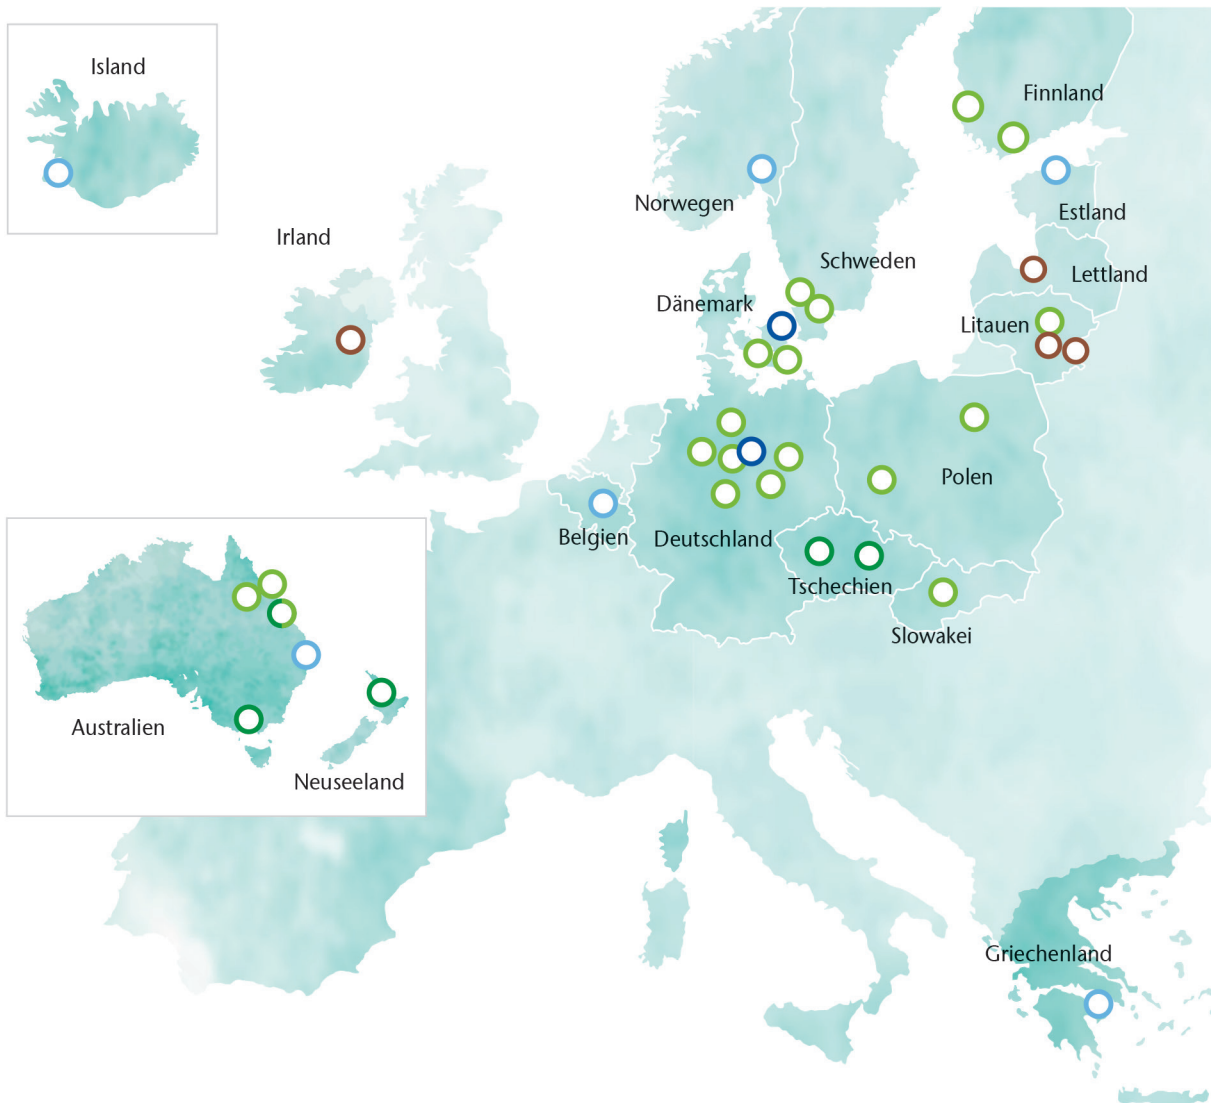 Island
Finnland
Norwegen
Estland
Irland
Schweden
Lettland
Dänemark
Litauen
Polen
Belgien
Deutschland
Tschechien
Slowakei
Australien
Neuseeland
Griechenland